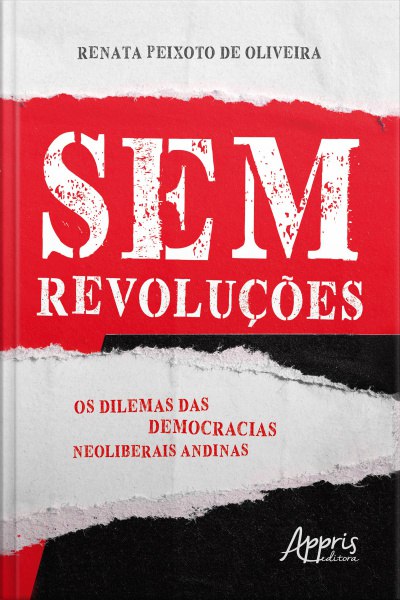 RENATA PEIXOTO DE OLIVEIRA
SEM
REVOLUÇÕES
OS DILEMAS DAS
DEMOCRACIAS
NEOLIBERAIS ANDINAS
Appris
editora